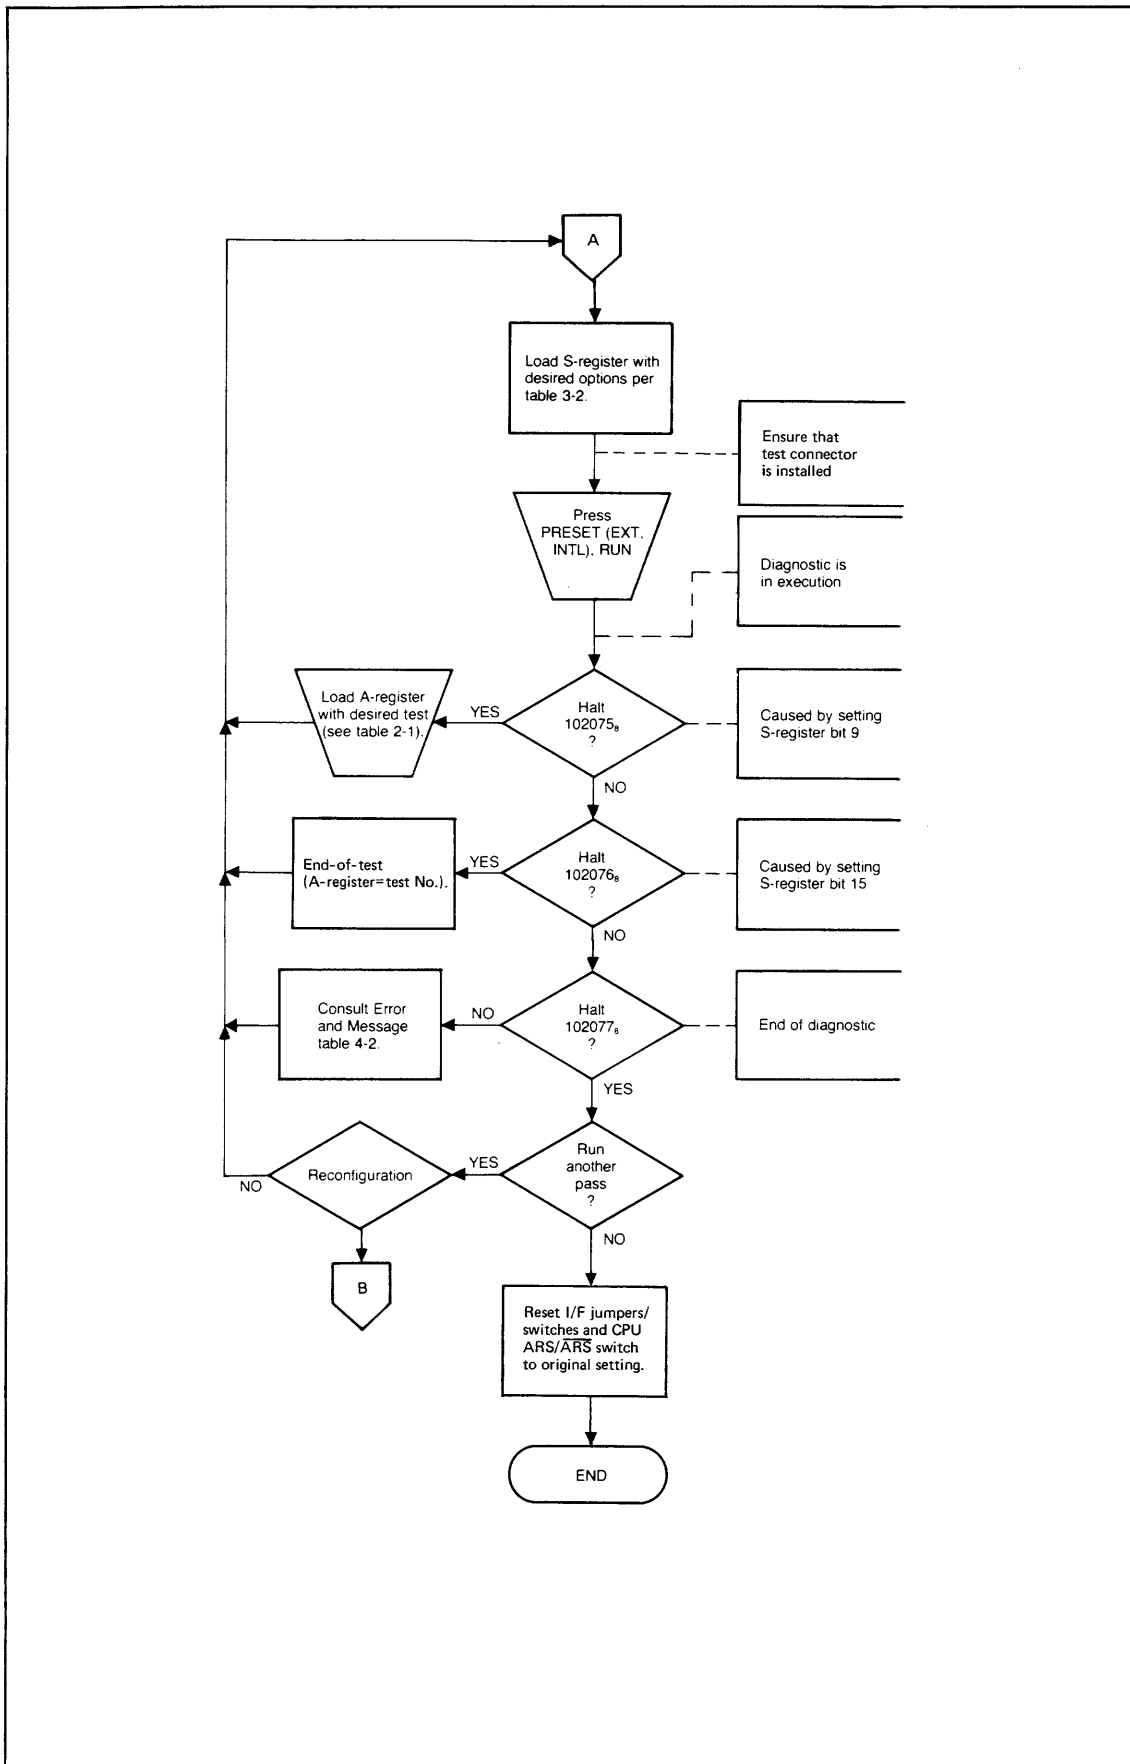 A
Load S-register with
desired options per
table 3-2.
Ensure that
test connector
is installed
Press
PRESET (EXT.
INTL), RUN
Diagnostic is
in execution
Load A-register
with desired test
(see table 2-1).
YES
Halt
102075₈
?
Caused by setting
S-register bit 9
NO
End-of-test
(A-register=test No.).
YES
Halt
102076₈
?
Caused by setting
S-register bit 15
NO
Consult Error
and Message
table 4-2.
NO
Halt
102077₈
?
End of diagnostic
YES
Reconfiguration
NO
YES
Run
another
pass
?
NO
B
Reset I/F jumpers/
switches and CPU
ARS/A̅R̅S̅ switch
to original setting.
END